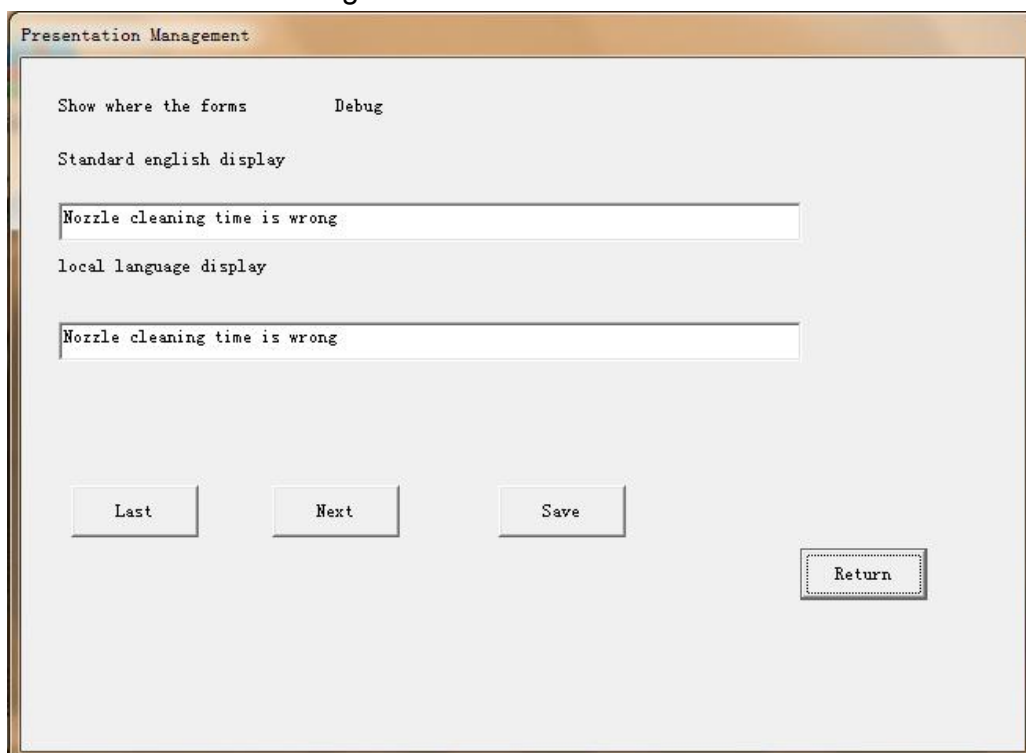 Presentation Management
Show where the forms Debug
Standard english display
Nozzle cleaning time is wrong
local language display
Nozzle cleaning time is wrong
Last Next Save
Return